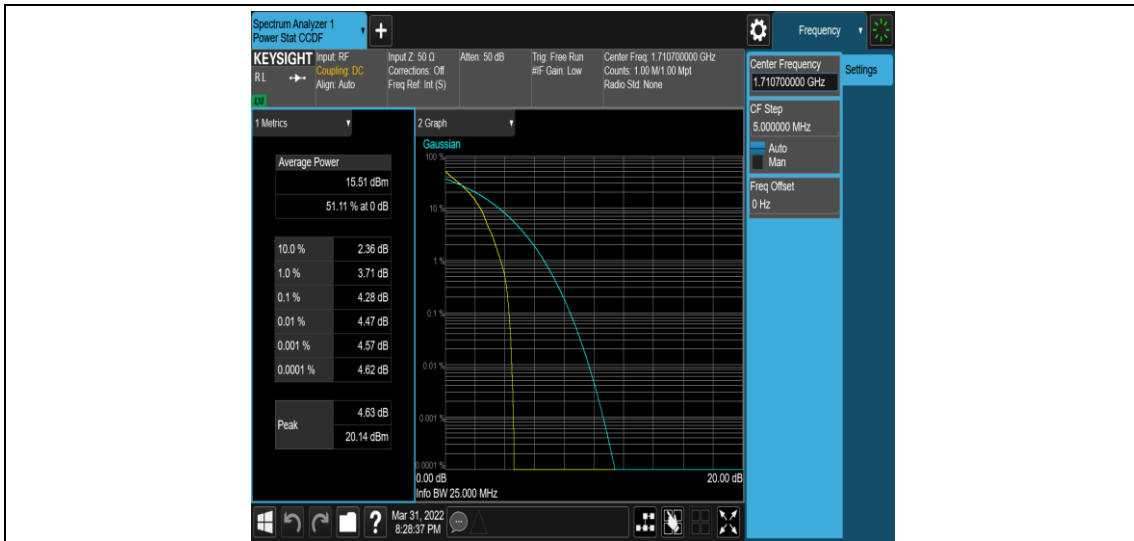 Spectrum Analyzer 1
Power Stat CCDF
+
Frequency
KEYSIGHT
RL
LXI
Input: RF
Coupling: DC
Align: Auto
Input Z: 50 Ω
Corrections: Off
Freq Ref: Int (S)
Atten: 50 dB
Trig: Free Run
#IF Gain: Low
Center Freq: 1.710700000 GHz
Counts: 1.00 M/1.00 Mpt
Radio Std: None
Center Frequency
1.710700000 GHz
Settings
CF Step
5.000000 MHz
Auto
Man
Freq Offset
0 Hz
1 Metrics
Average Power
15.51 dBm
51.11 % at 0 dB
10.0 % 2.36 dB
1.0 % 3.71 dB
0.1 % 4.28 dB
0.01 % 4.47 dB
0.001 % 4.57 dB
0.0001 % 4.62 dB
Peak
4.63 dB
20.14 dBm
2 Graph
Gaussian
100 %
10 %
1 %
0.1 %
0.01 %
0.001 %
0.0001 %
0.00 dB 20.00 dB
Info BW 25.000 MHz
?
Mar 31, 2022
8:28:37 PM